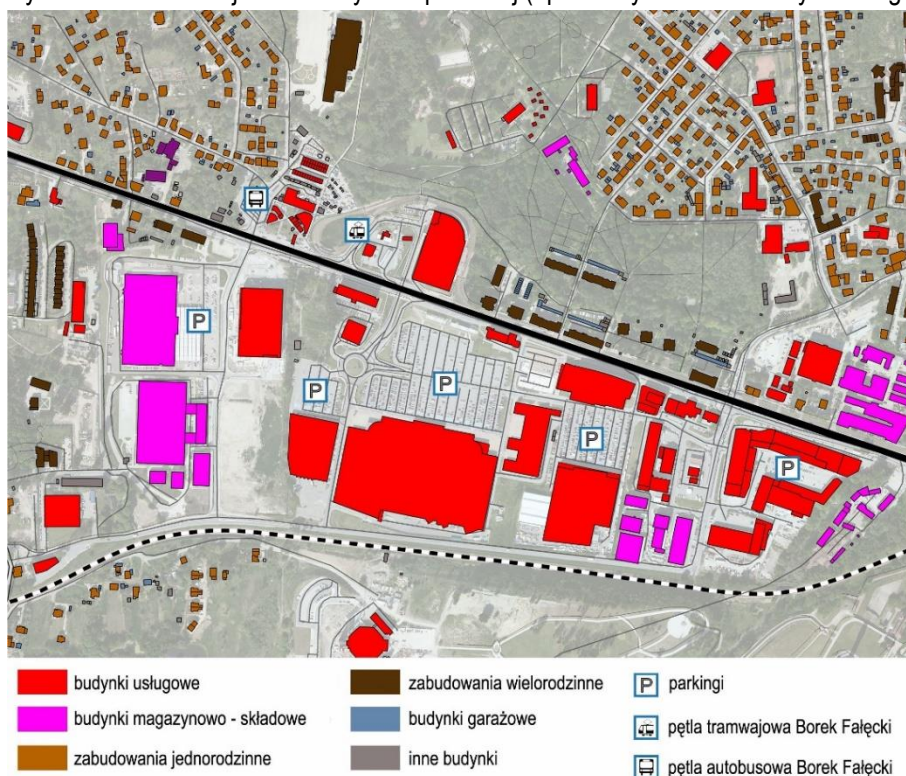 P
P
P
P
P
budynki usługowe
zabudowania wielorodzinne
P parkingi
budynki magazynowo - składowe
budynki garażowe
pętla tramwajowa Borek Fałęcki
zabudowania jednorodzinne
inne budynki
pętla autobusowa Borek Fałęcki